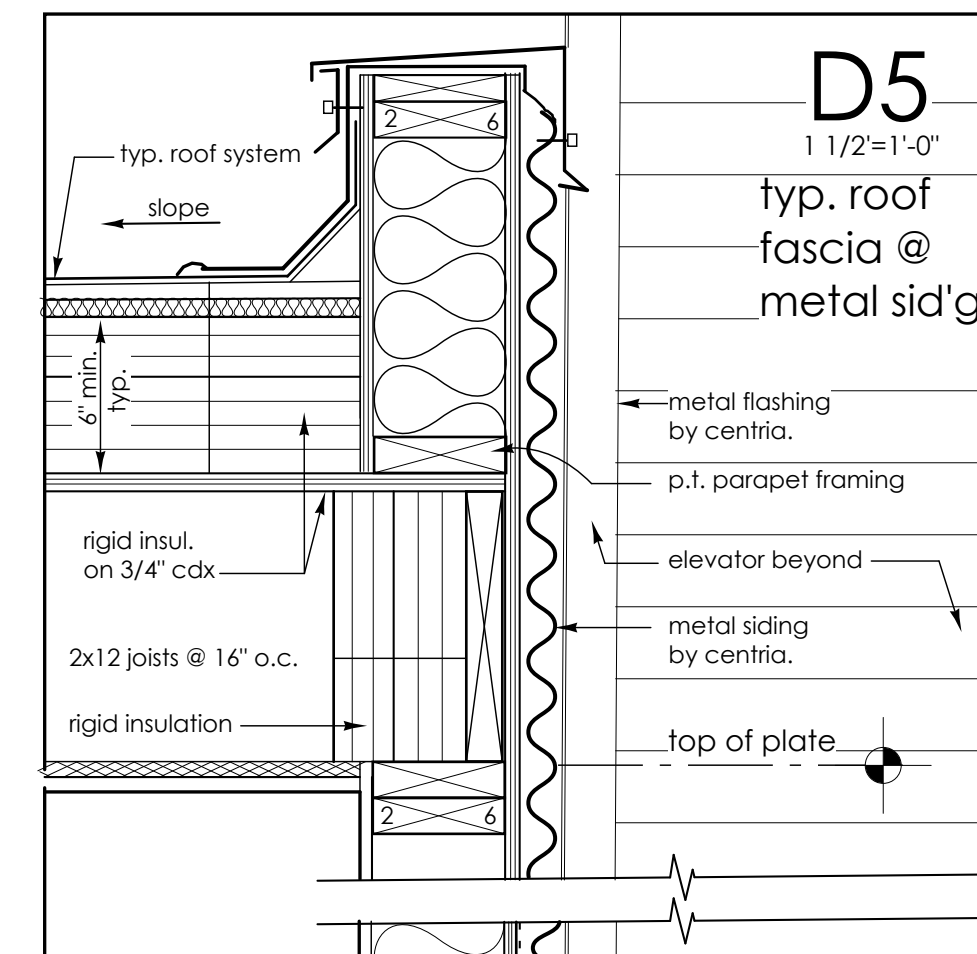 D5
1 1/2'=1'-0"
typ. roof
fascia @
metal sid'g
2 6
typ. roof system
slope
6" min.
typ.
metal flashing
by centria.
p.t. parapet framing
rigid insul.
on 3/4" cdx
elevator beyond
metal siding
by centria.
2x12 joists @ 16" o.c.
rigid insulation
top of plate
2 6